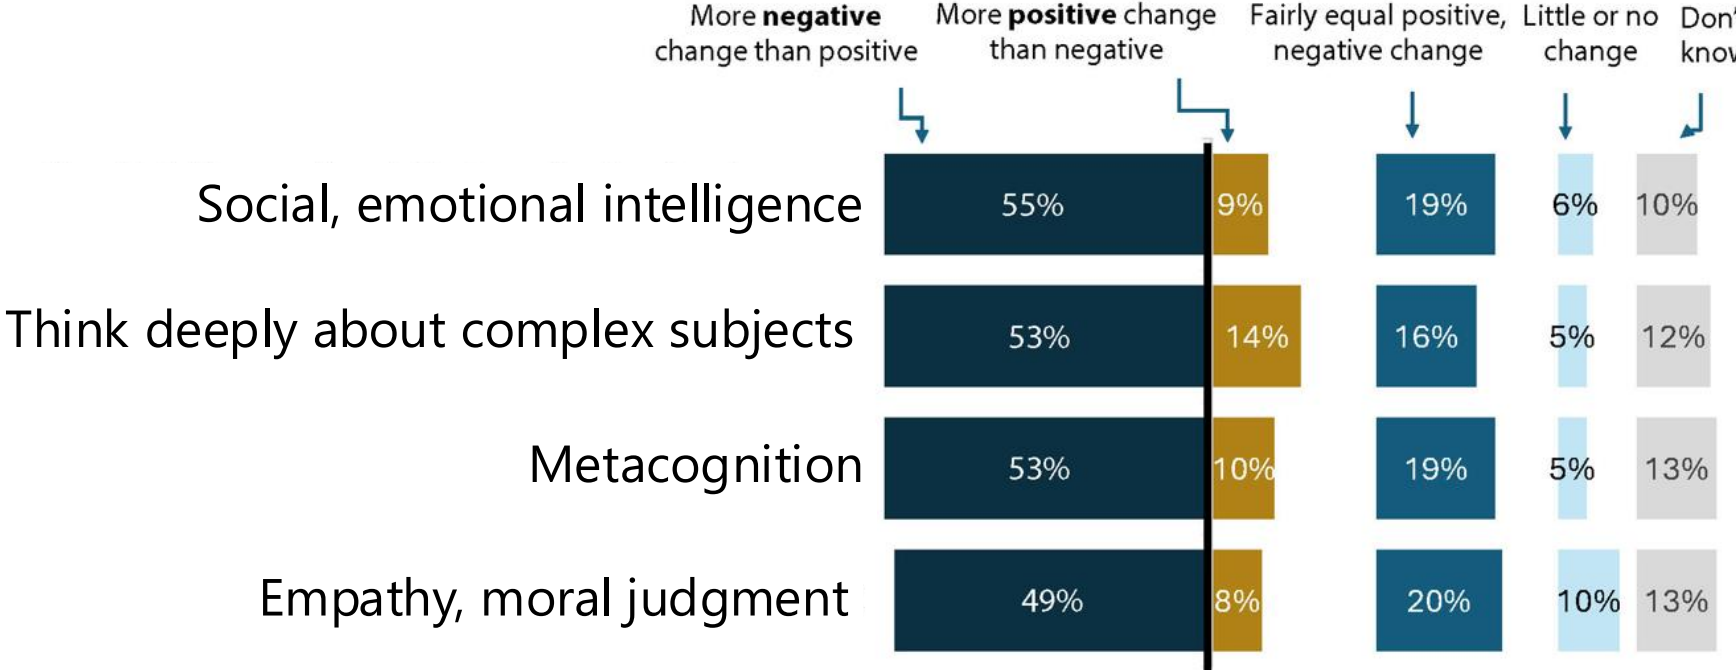 More negative
change than positive
More positive change
than negative
Fairly equal positive,
negative change
Little or no
change
Don'
know
Social, emotional intelligence 55% 9% 19% 6% 10%
Think deeply about complex subjects 53% 14% 16% 5% 12%
Metacognition 53% 10% 19% 5% 13%
Empathy, moral judgment 49% 8% 20% 10% 13%